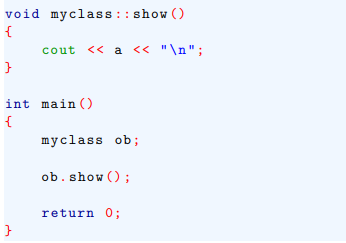 void myclass::show()
{
    cout << a << "\n";
}

int main()
{
    myclass ob;

    ob.show();

    return 0;
}